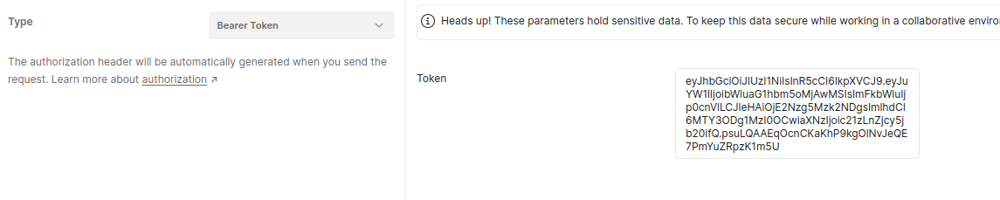 Type
Bearer Token
The authorization header will be automatically generated when you send the
request. Learn more about authorization ↗
Heads up! These parameters hold sensitive data. To keep this data secure while working in a collaborative enviro
Token
eyJhbGciOiJIUzI1NiIsInR5cCI6IkpXVCJ9.eyJu
YW1lIjoibWluaG1hbm5oMjAwMSIsImFkbWluIj
p0cnVlLCJleHAiOjE2Nzg5Mzk2NDgsImlhdCI
6MTY3ODg1MzI0OCwiaXNzIjoic21zLnZjcy5j
b20ifQ.psuLQAAEqOcnCKaKhP9kgOlNvJeQE
7PmYuZRpzK1m5U